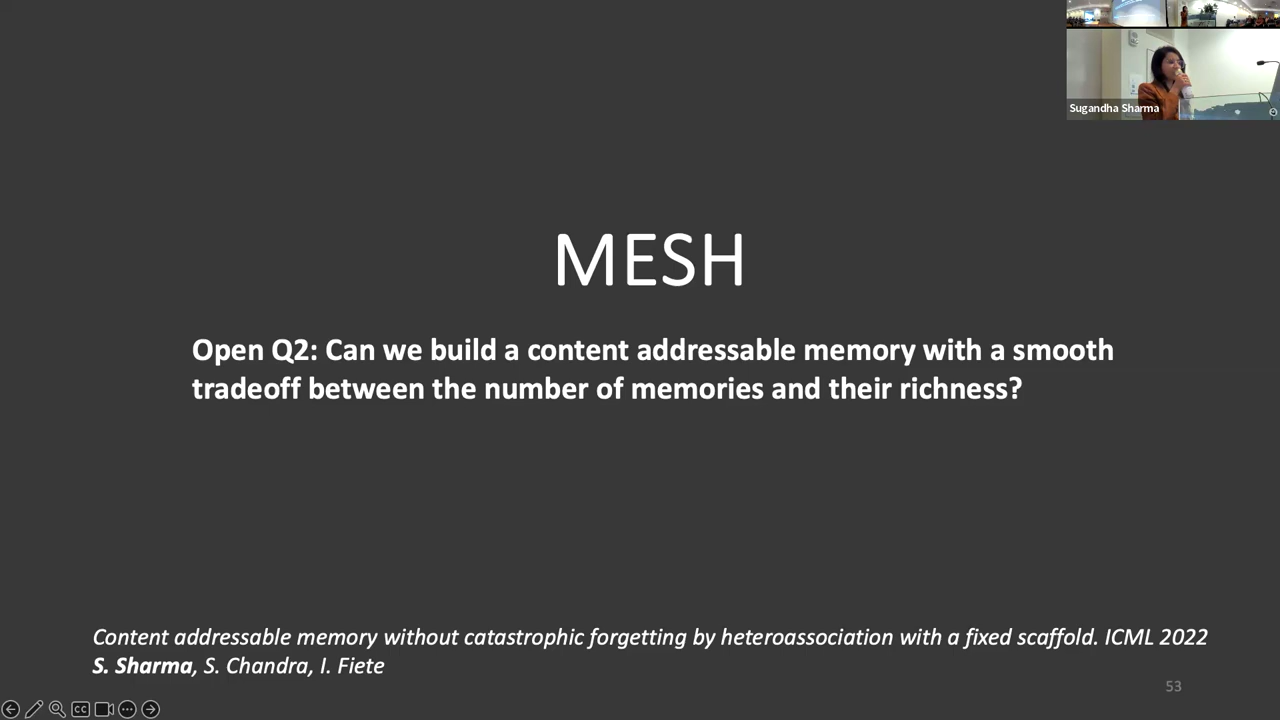 Sugandha Sharma
MESH
Open Q2: Can we build a content addressable memory with a smooth
tradeoff between the number of memories and their richness?
Content addressable memory without catastrophic forgetting by heteroassociation with a fixed scaffold. ICML 2022
S. Sharma, S. Chandra, I. Fiete
53
CC